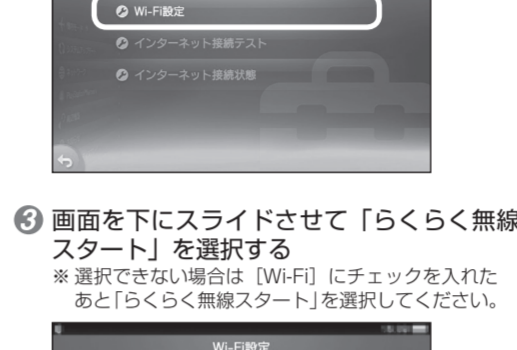 Wi-Fi設定
インターネット接続テスト
インターネット接続状態
③ 画面を下にスライドさせて「らくらく無線
スタート」を選択する
※ 選択できない場合は［Wi-Fi］にチェックを入れた
あと「らくらく無線スタート」を選択してください。
Wi-Fi設定